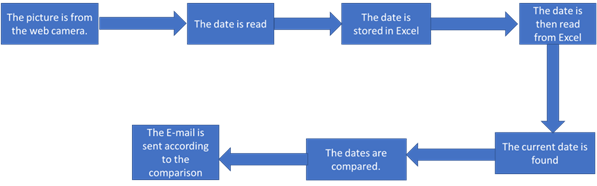 The picture is from
the web camera.
The date is read
The date is
stored in Excel
The date is
then read
from Excel
The current date is
found
The dates are
compared.
The E-mail is
sent according
to the
comparison